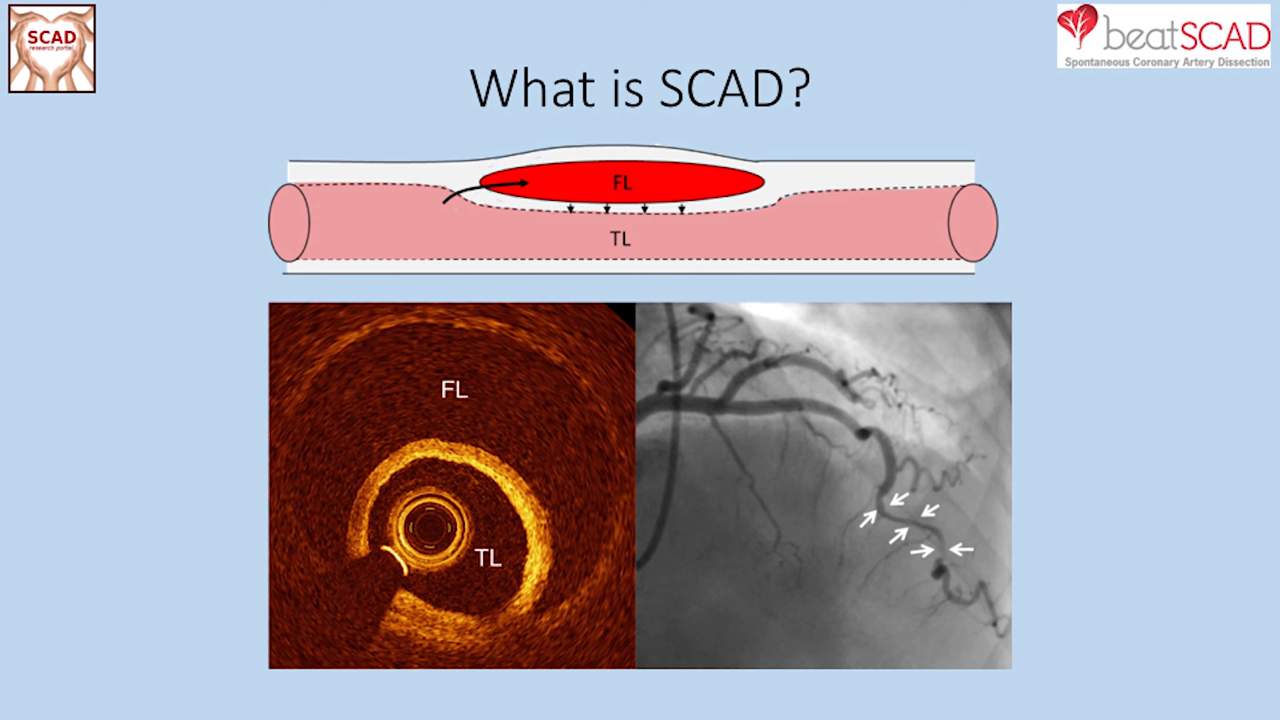 SCAD
research portal
beatSCAD
Spontaneous Coronary Artery Dissection
What is SCAD?
FL
TL
FL
TL